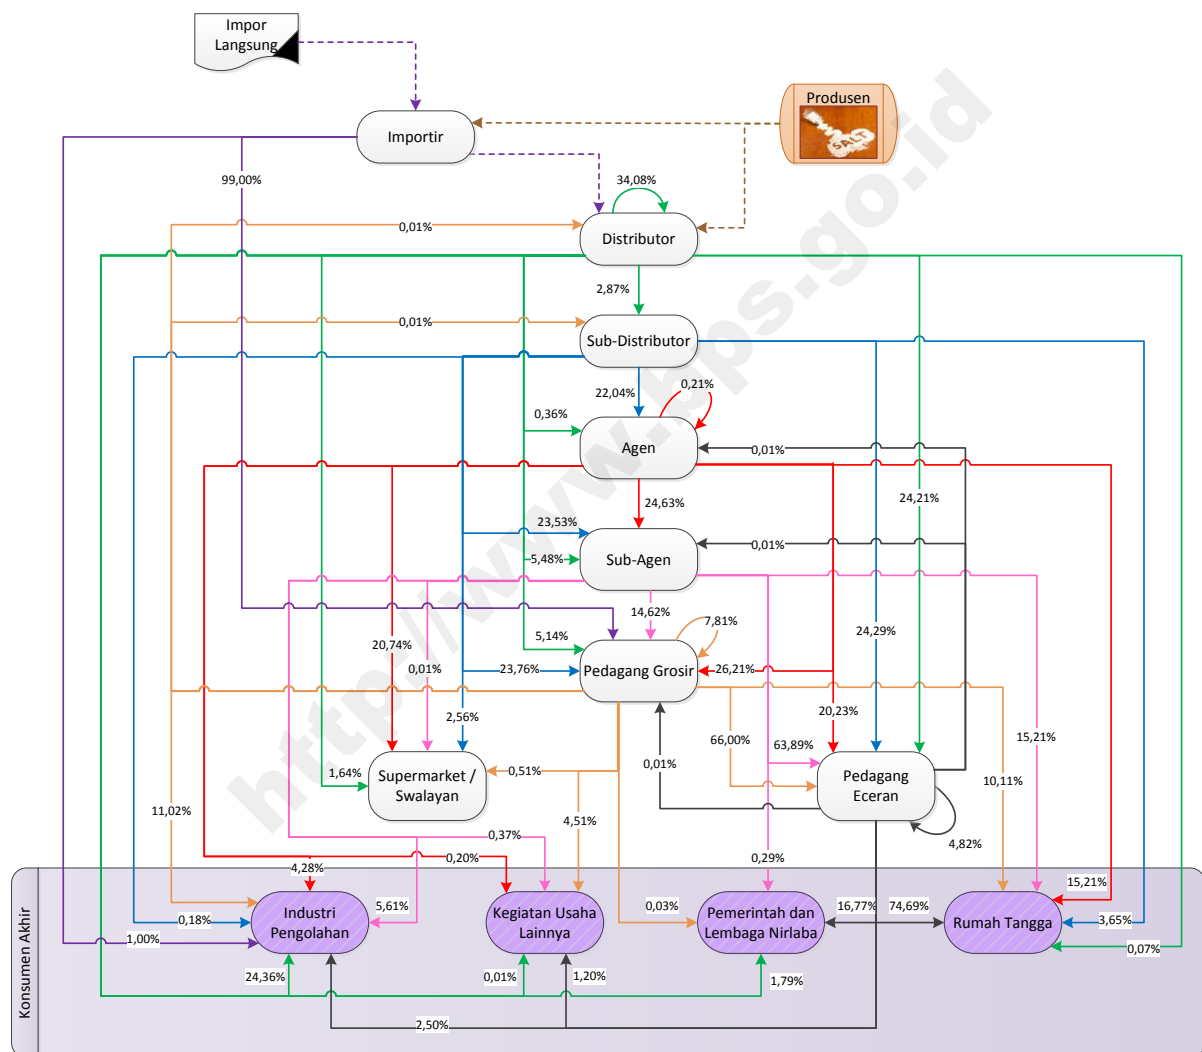 Impor
Langsung
Produsen
SALT
Importir
99,00%
34,08%
0,01%
Distributor
2,87%
0,01%
Sub-Distributor
22,04%
0,21%
0,36%
Agen
0,01%
24,63%
24,21%
23,53%
0,01%
5,48%
Sub-Agen
14,62%
7,81%
24,29%
20,74%
5,14%
0,01%
23,76%
Pedagang Grosir
26,21%
2,56%
20,23%
66,00%
63,89%
15,21%
0,01%
0,51%
1,64%
Supermarket /
Swalayan
Pedagang
Eceran
10,11%
11,02%
4,51%
0,37%
4,82%
0,20%
0,29%
4,28%
15,21%
5,61%
0,18%
Industri
Pengolahan
Kegiatan Usaha
Lainnya
0,03%
Pemerintah dan
Lembaga Nirlaba
16,77%
74,69%
Rumah Tangga
3,65%
1,00%
0,07%
24,36%
0,01%
1,20%
1,79%
2,50%
Konsumen Akhir
http://www.bps.go.id